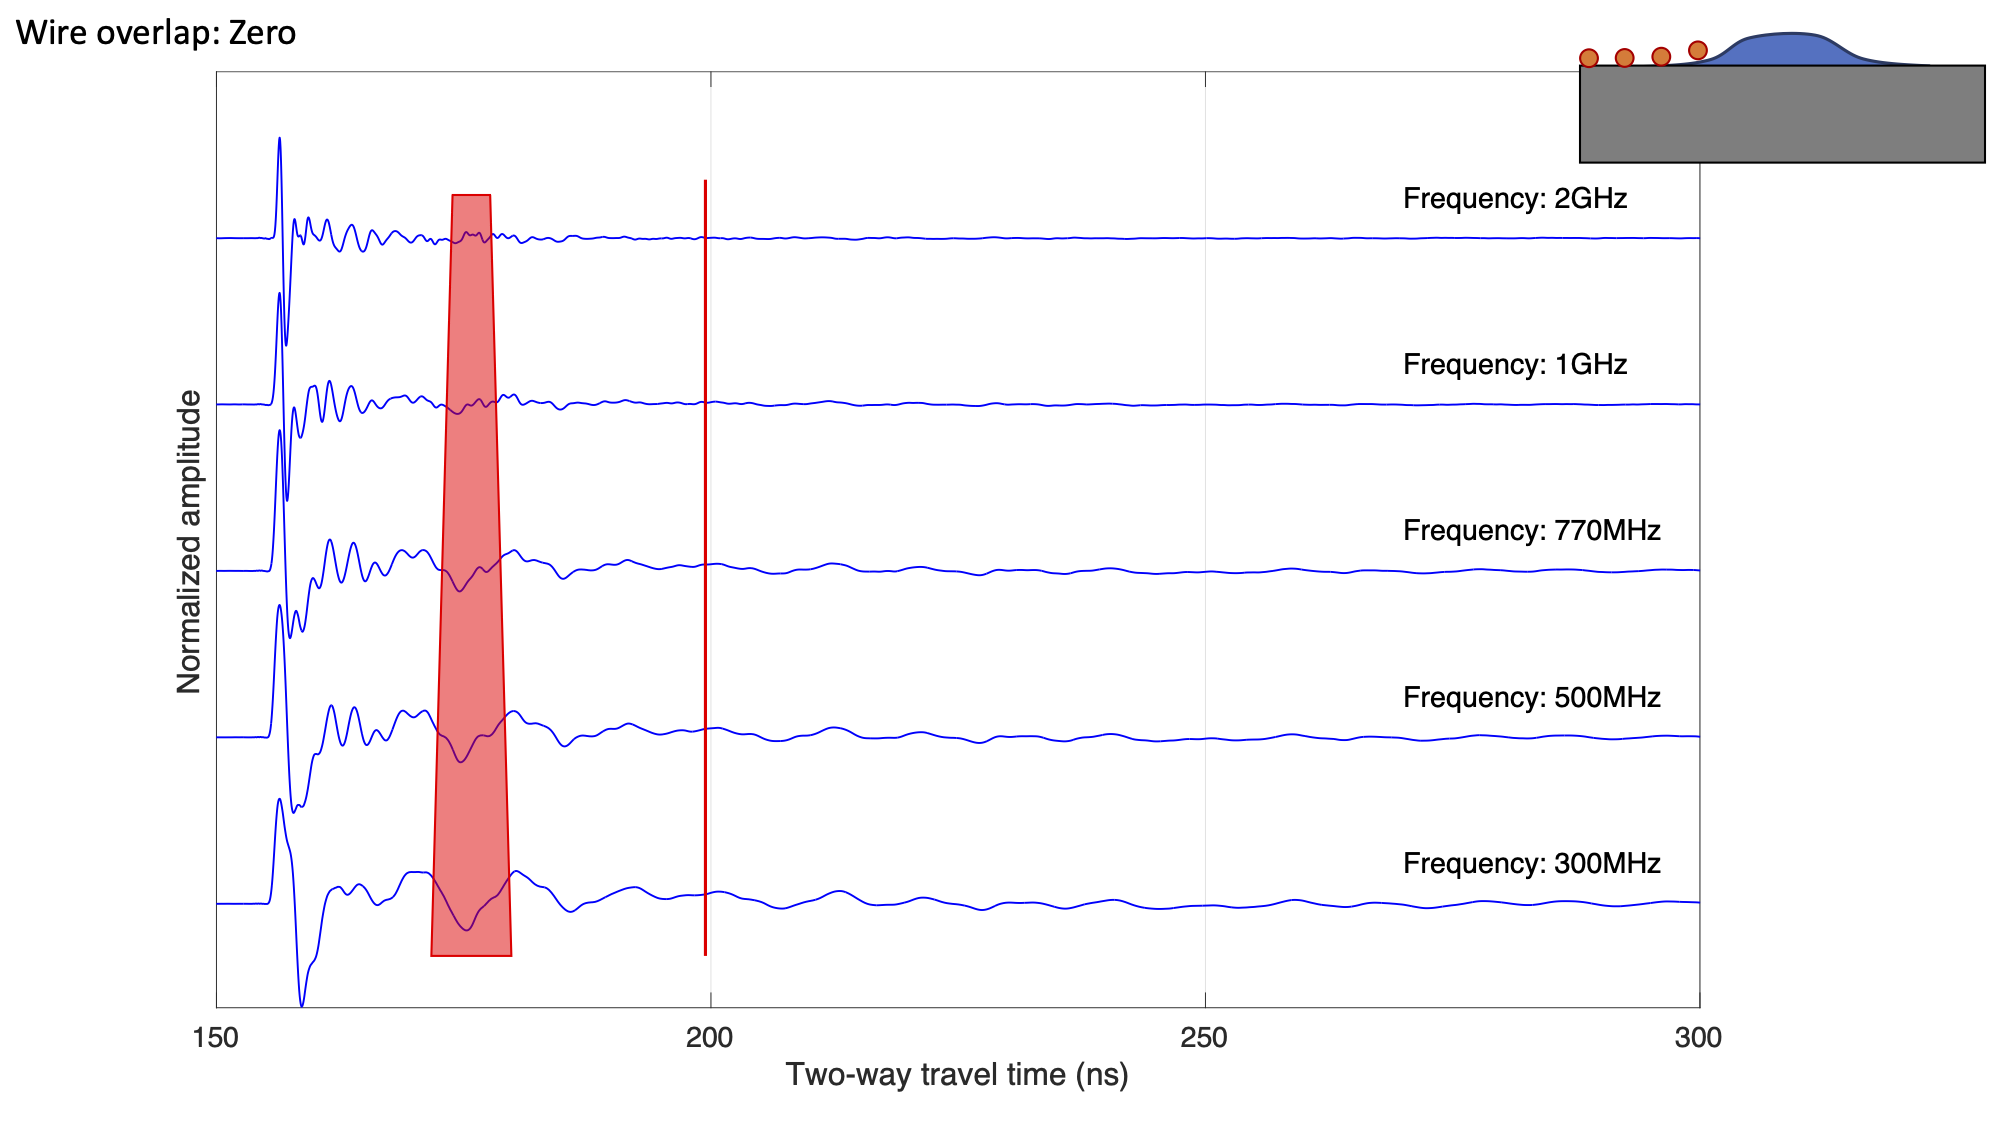 Wire overlap: Zero
Frequency: 2GHz
Frequency: 1GHz
Frequency: 770MHz
Frequency: 500MHz
Frequency: 300MHz
Normalized amplitude
150 200 250 300
Two-way travel time (ns)